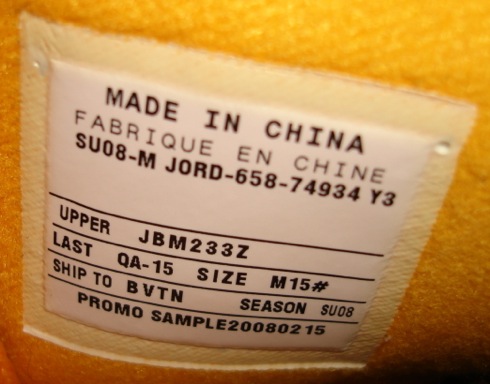 MADE IN CHINA
FABRIQUE EN CHINE
SU08-M JORD-658-74934 Y3
UPPER JBM233Z
LAST QA-15 SIZE M15#
SHIP TO BVTN SEASON SU08
PROMO SAMPLE20080215